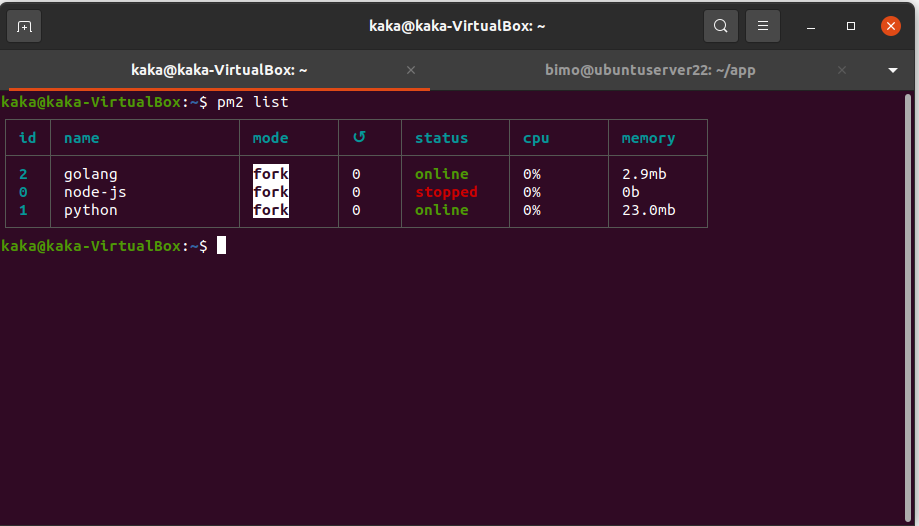 kaka@kaka-VirtualBox: ~
kaka@kaka-VirtualBox: ~ × bimo@ubuntuserver22: ~/app ×
kaka@kaka-VirtualBox:~$ pm2 list
id name mode ↺ status cpu memory
2 golang fork 0 online 0% 2.9mb
0 node-js fork 0 stopped 0% 0b
1 python fork 0 online 0% 23.0mb
kaka@kaka-VirtualBox:~$